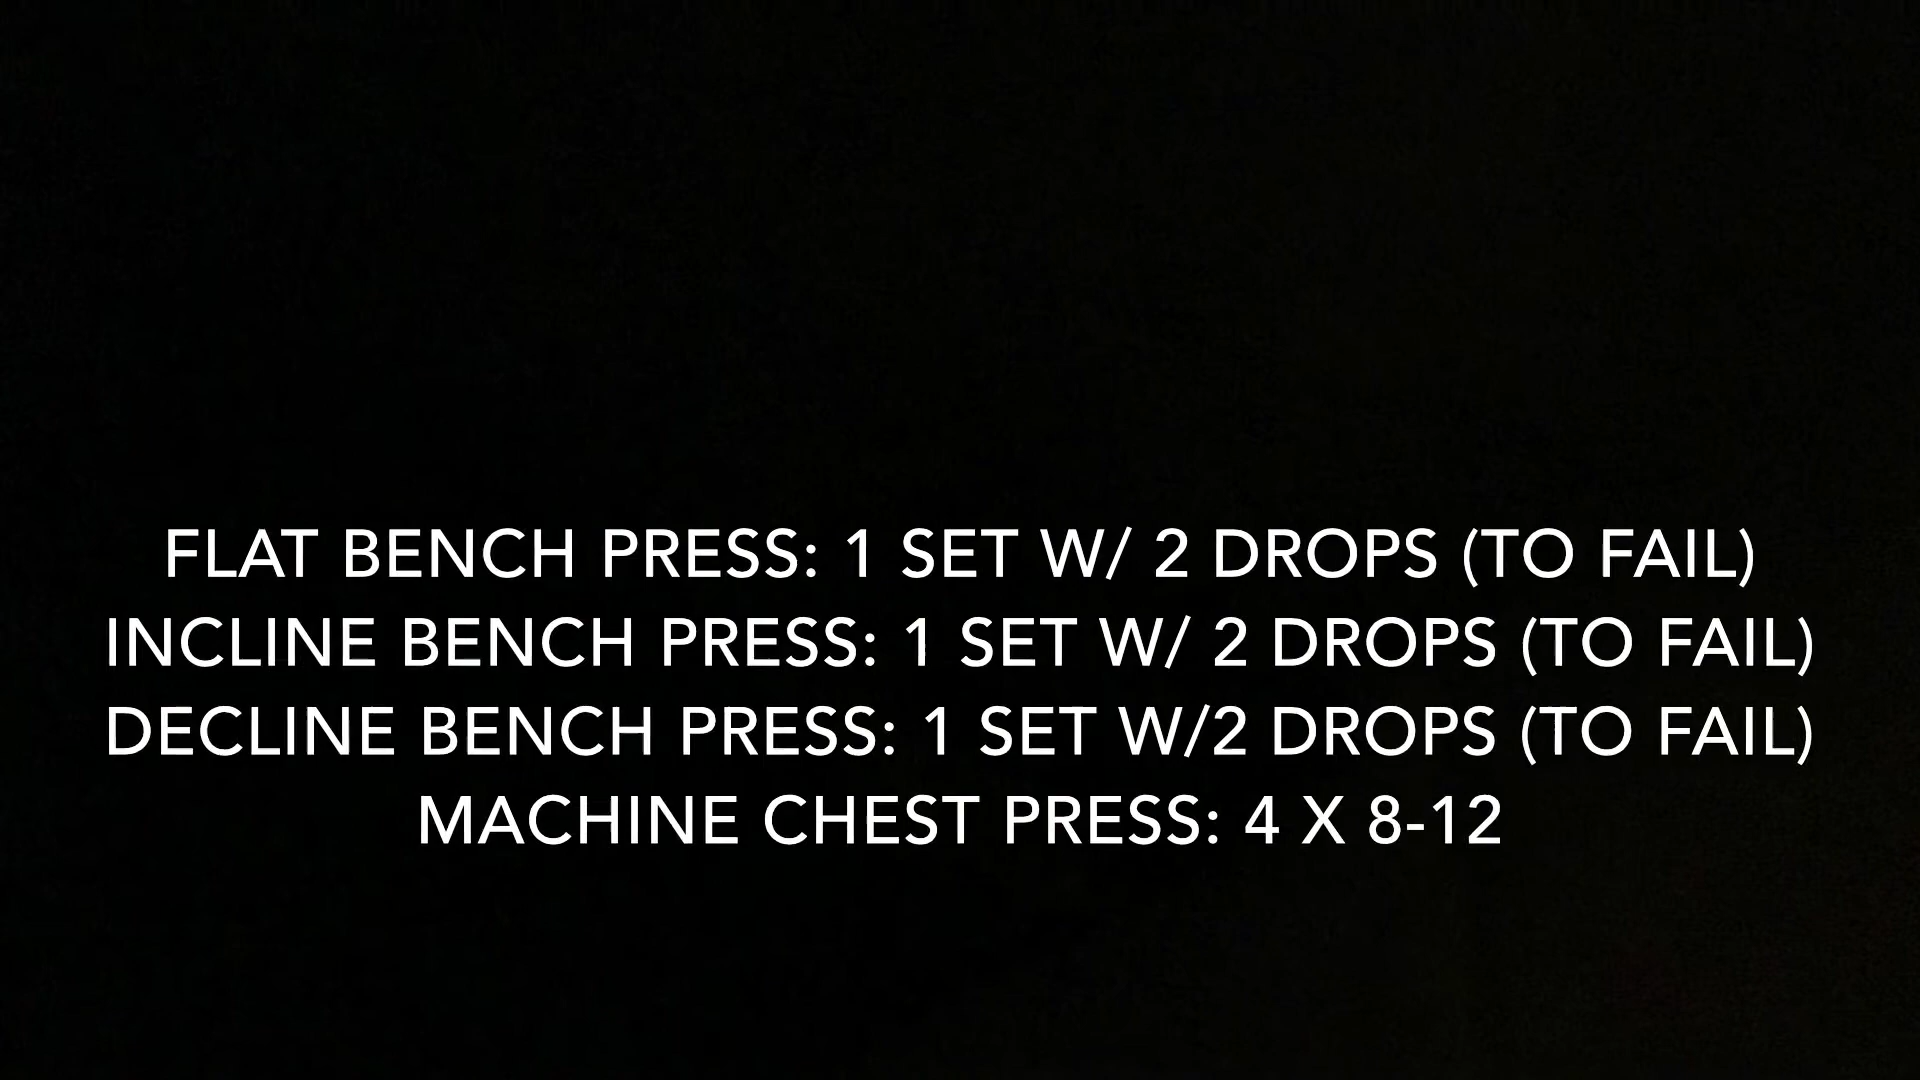 FLAT BENCH PRESS: 1 SET W/ 2 DROPS (TO FAIL)
INCLINE BENCH PRESS: 1 SET W/ 2 DROPS (TO FAIL)
DECLINE BENCH PRESS: 1 SET W/2 DROPS (TO FAIL)
MACHINE CHEST PRESS: 4 X 8-12